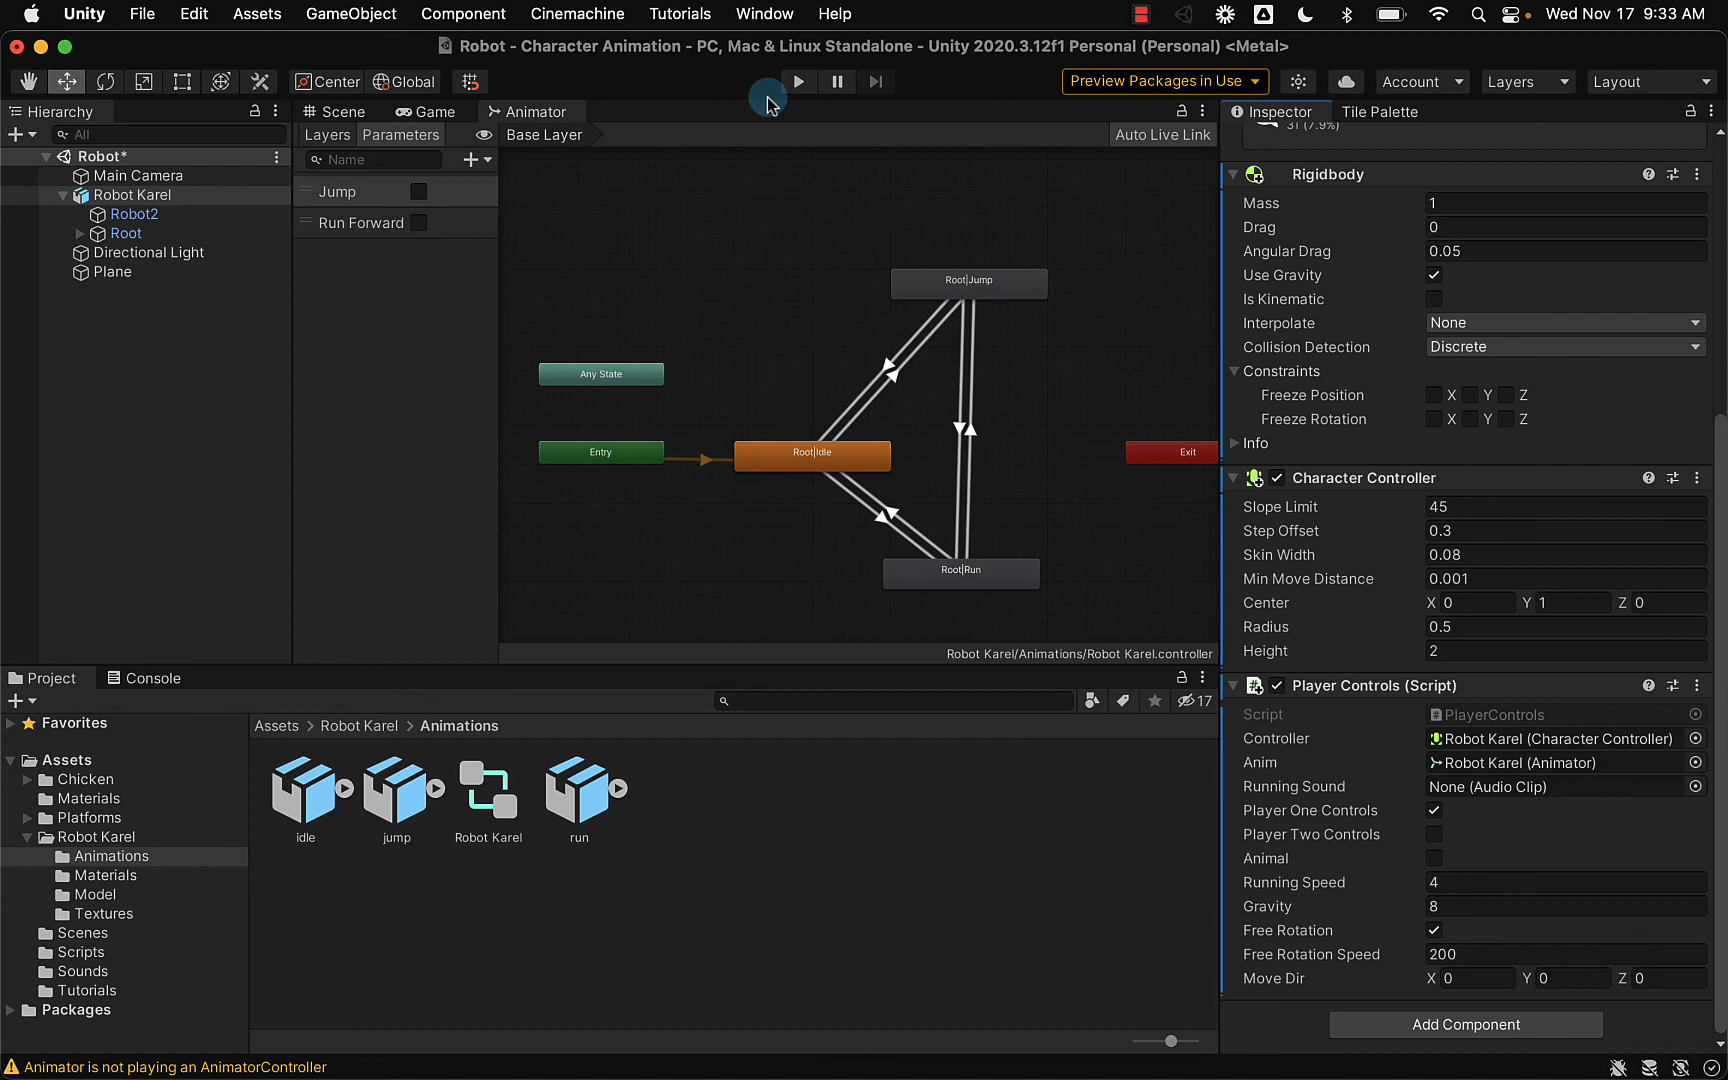 Unity File Edit Assets GameObject Component Cinemachine Tutorials Window Help Wed Nov 17 9:33 AM
Robot - Character Animation - PC, Mac & Linux Standalone - Unity 2020.3.12f1 Personal (Personal) <Metal>
Center Global Preview Packages in Use Account Layers Layout
Hierarchy
All
Robot*
Main Camera
Robot Karel
Robot2
Root
Directional Light
Plane
Scene Game Animator
Layers Parameters Base Layer Auto Live Link
Name
Jump
Run Forward
Root|Jump
Any State
Entry
Root|Idle
Exit
Root|Run
Robot Karel/Animations/Robot Karel.controller
Project Console
17
Favorites
Assets
Chicken
Materials
Platforms
Robot Karel
Animations
Materials
Model
Textures
Scenes
Scripts
Sounds
Tutorials
Packages
Assets > Robot Karel > Animations
idle jump Robot Karel run
Inspector Tile Palette
31 (7.9%)
Rigidbody
Mass 1
Drag 0
Angular Drag 0.05
Use Gravity
Is Kinematic
Interpolate None
Collision Detection Discrete
Constraints
Freeze Position X Y Z
Freeze Rotation X Y Z
Info
Character Controller
Slope Limit 45
Step Offset 0.3
Skin Width 0.08
Min Move Distance 0.001
Center X 0 Y 1 Z 0
Radius 0.5
Height 2
# Player Controls (Script)
Script PlayerControls
Controller Robot Karel (Character Controller)
Anim Robot Karel (Animator)
Running Sound None (Audio Clip)
Player One Controls
Player Two Controls
Animal
Running Speed 4
Gravity 8
Free Rotation
Free Rotation Speed 200
Move Dir X 0 Y 0 Z 0
Add Component
Animator is not playing an AnimatorController